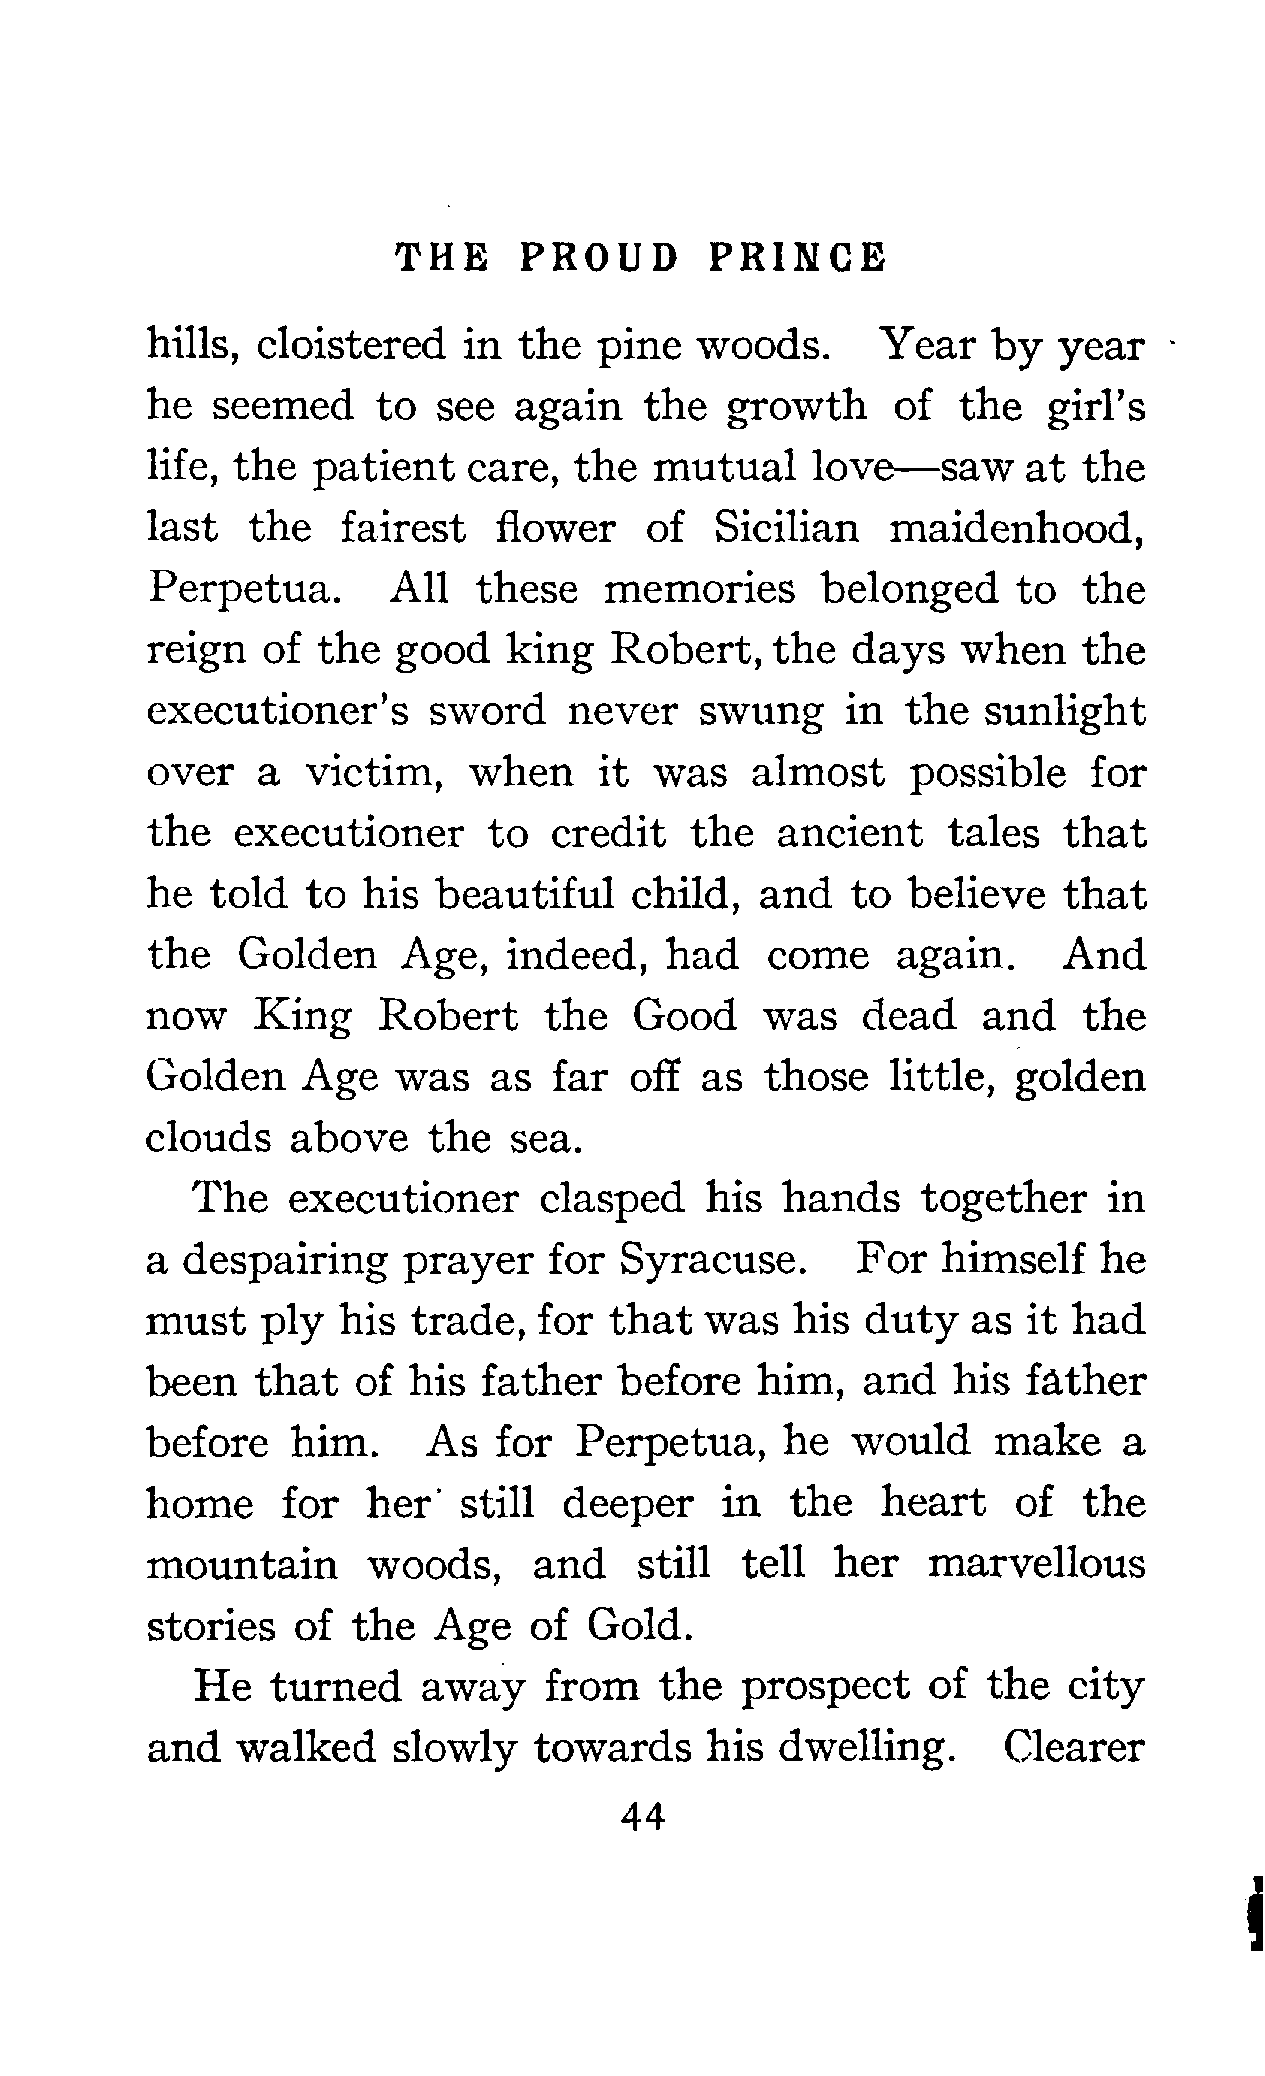 THE PROUD PRINCE
hills, cloistered in the pine woods. Year by year
he seemed to see again the growth of the girl's
life, the patient care, the mutual love—saw at the
last the fairest flower of Sicilian maidenhood,
Perpetua. All these memories belonged to the
reign of the good king Robert, the days when the
executioner's sword never swung in the sunlight
over a victim, when it was almost possible for
the executioner to credit the ancient tales that
he told to his beautiful child, and to believe that
the Golden Age, indeed, had come again. And
now King Robert the Good was dead and the
Golden Age was as far off as those little, golden
clouds above the sea.
The executioner clasped his hands together in
a despairing prayer for Syracuse. For himself he
must ply his trade, for that was his duty as it had
been that of his father before him, and his father
before him. As for Perpetua, he would make a
home for her still deeper in the heart of the
mountain woods, and still tell her marvellous
stories of the Age of Gold.
He turned away from the prospect of the city
and walked slowly towards his dwelling. Clearer
44